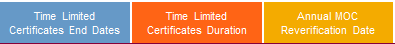 Time Limited
Certificates End Dates
Time Limited
Certificates Duration
Annual MOC
Reverification Date